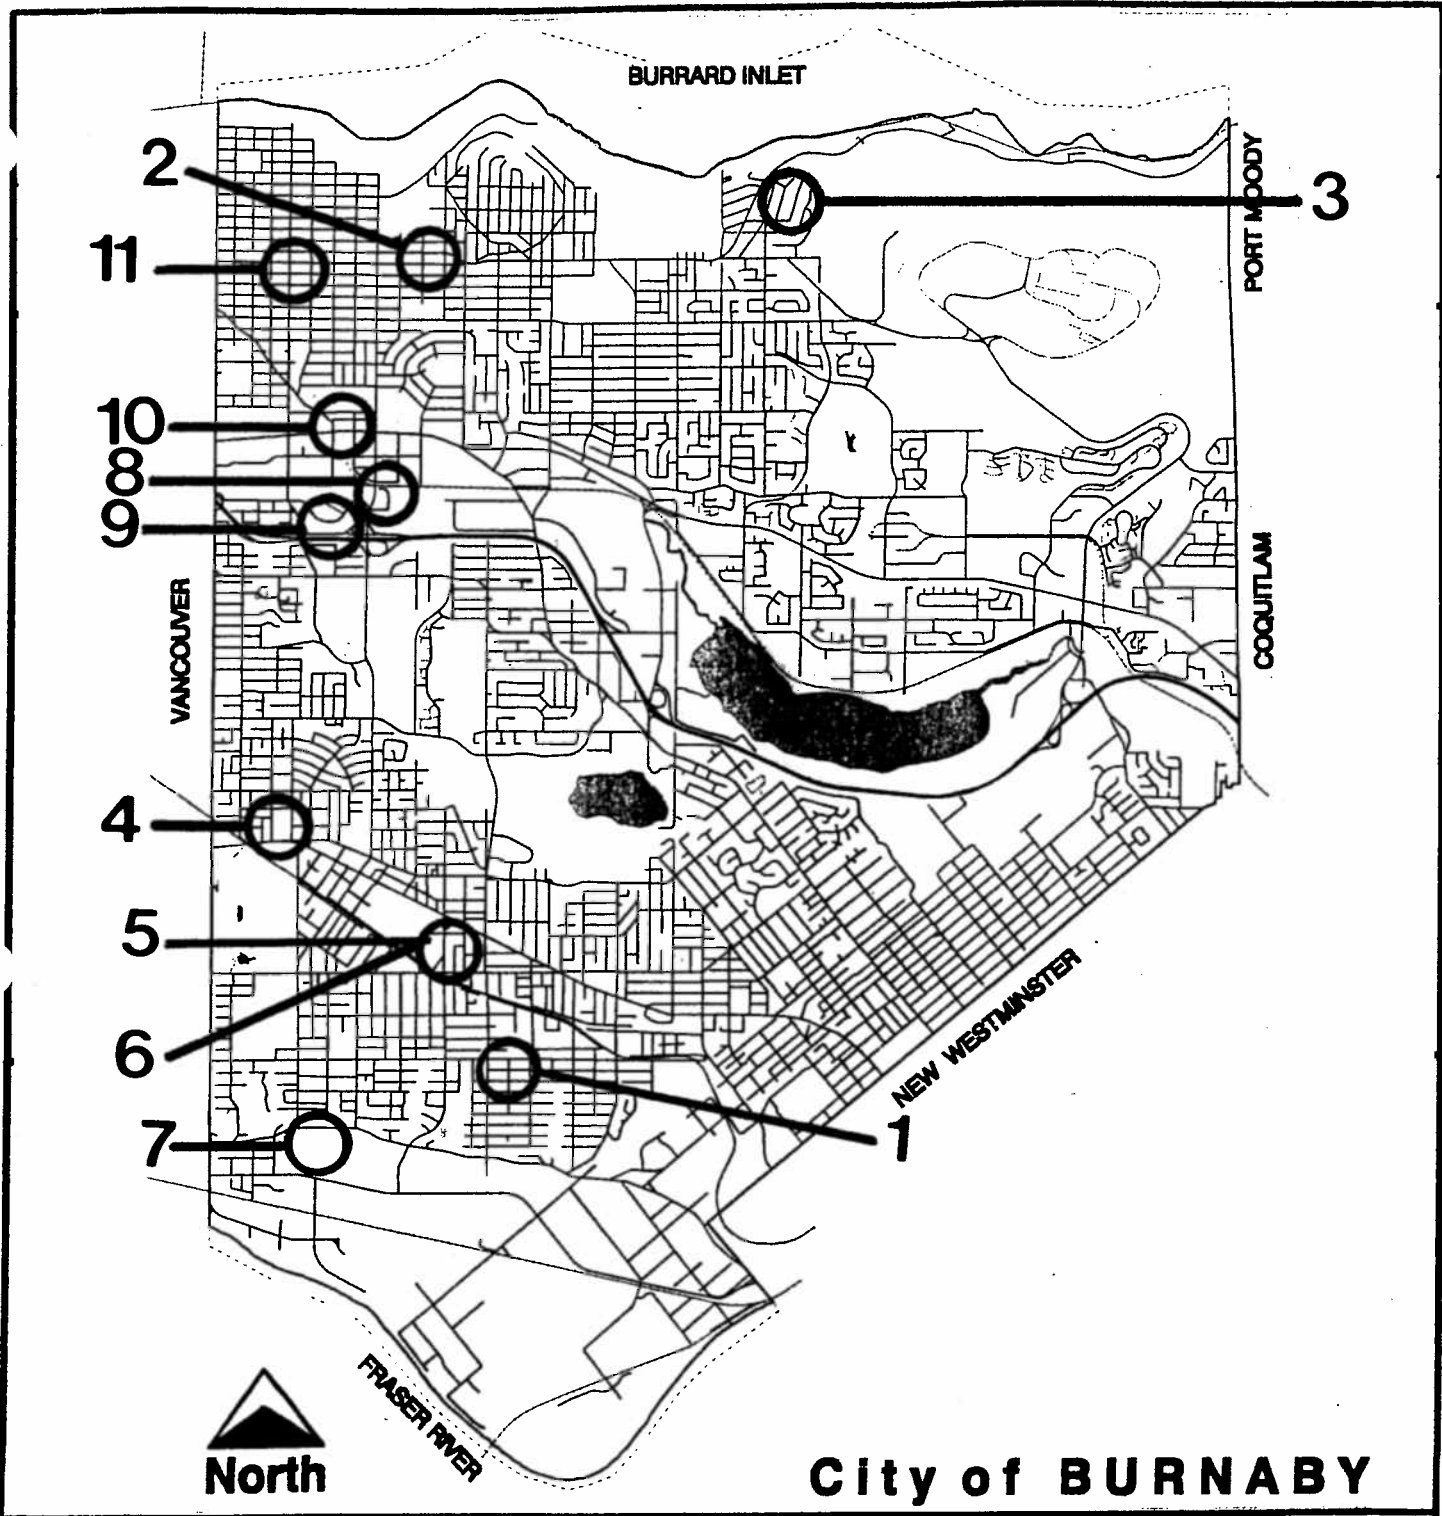 BURRARD INLET
2
3
PORT MOODY
11
10
8
9
VANCOUVER
COQUITLAM
4
5
6
NEW WESTMINSTER
7
1
FRASER RIVER
North
City of BURNABY